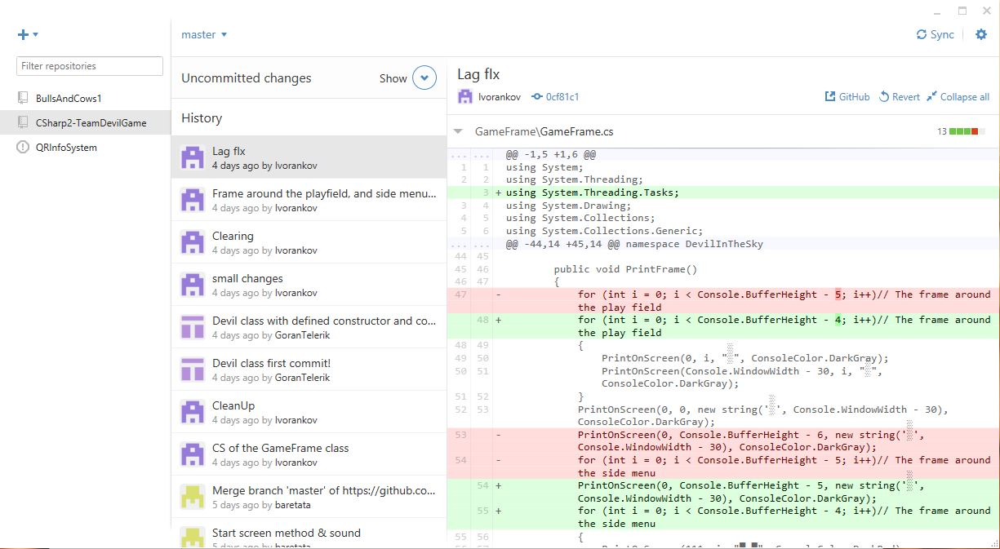 master
Sync
Filter repositories
BullsAndCows1
CSharp2-TeamDevilGame
QRInfoSystem
Uncommitted changes
Show
History
Lag flx
4 days ago by Ivorankov
Frame around the playfield, and side menu...
4 days ago by Ivorankov
Clearing
4 days ago by Ivorankov
small changes
4 days ago by Ivorankov
Devil class with defined constructor and co...
4 days ago by GoranTelerik
Devil class first commit!
4 days ago by GoranTelerik
CleanUp
4 days ago by Ivorankov
CS of the GameFrame class
4 days ago by Ivorankov
Merge branch 'master' of https://github.co...
5 days ago by baretata
Start screen method & sound
5 days ago by baretata
Lag flx
Ivorankov 0cf81c1
GitHub Revert Collapse all
GameFrame\GameFrame.cs 13
... ... @@ -1,5 +1,6 @@
1 1 using System;
2 2 using System.Threading;
3 + using System.Threading.Tasks;
3 4 using System.Drawing;
4 5 using System.Collections;
5 6 using System.Collections.Generic;
... ... @@ -44,14 +45,14 @@ namespace DevilInTheSky
44 45
45 46 public void PrintFrame()
46 47 {
47 - for (int i = 0; i < Console.BufferHeight - 5; i++)// The frame around
the play field
48 + for (int i = 0; i < Console.BufferHeight - 4; i++)// The frame around
the play field
48 49 {
49 50 PrintOnScreen(0, i, "░", ConsoleColor.DarkGray);
50 51 PrintOnScreen(Console.WindowWidth - 30, i, "░",
ConsoleColor.DarkGray);
51 52 }
52 53 PrintOnScreen(0, 0, new string('░', Console.WindowWidth - 30),
ConsoleColor.DarkGray);
53 - PrintOnScreen(0, Console.BufferHeight - 6, new string('░',
Console.WindowWidth - 30), ConsoleColor.DarkGray);
54 - for (int i = 0; i < Console.BufferHeight - 5; i++)// The frame around
the side menu
54 + PrintOnScreen(0, Console.BufferHeight - 5, new string('░',
Console.WindowWidth - 30), ConsoleColor.DarkGray);
55 + for (int i = 0; i < Console.BufferHeight - 4; i++)// The frame around
the side menu
55 56 {